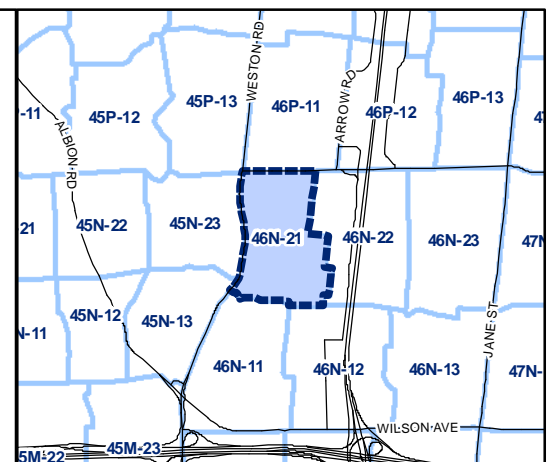 WESTON RD
ARROW RD
45P-13
46P-11
46P-13
46P-12
-11
45P-12
ALBION RD
21
45N-22
45N-23
46N-21
46N-22
46N-23
47N
45N-12
45N-13
N-11
JANE ST
46N-11
46N-12
46N-13
47N-
WILSON AVE
45M-23
5M-22